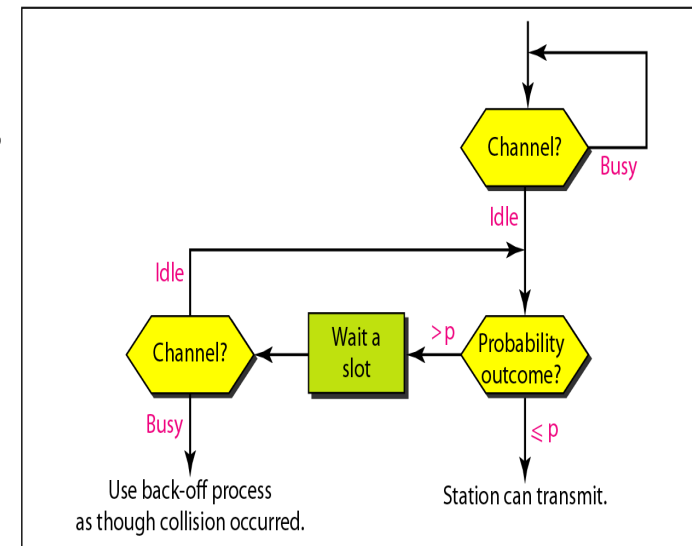 Channel?
Busy
Idle
Idle
Channel?
Wait a
slot
>p
Probability
outcome?
Busy
≤ p
Use back-off process
as though collision occurred.
Station can transmit.